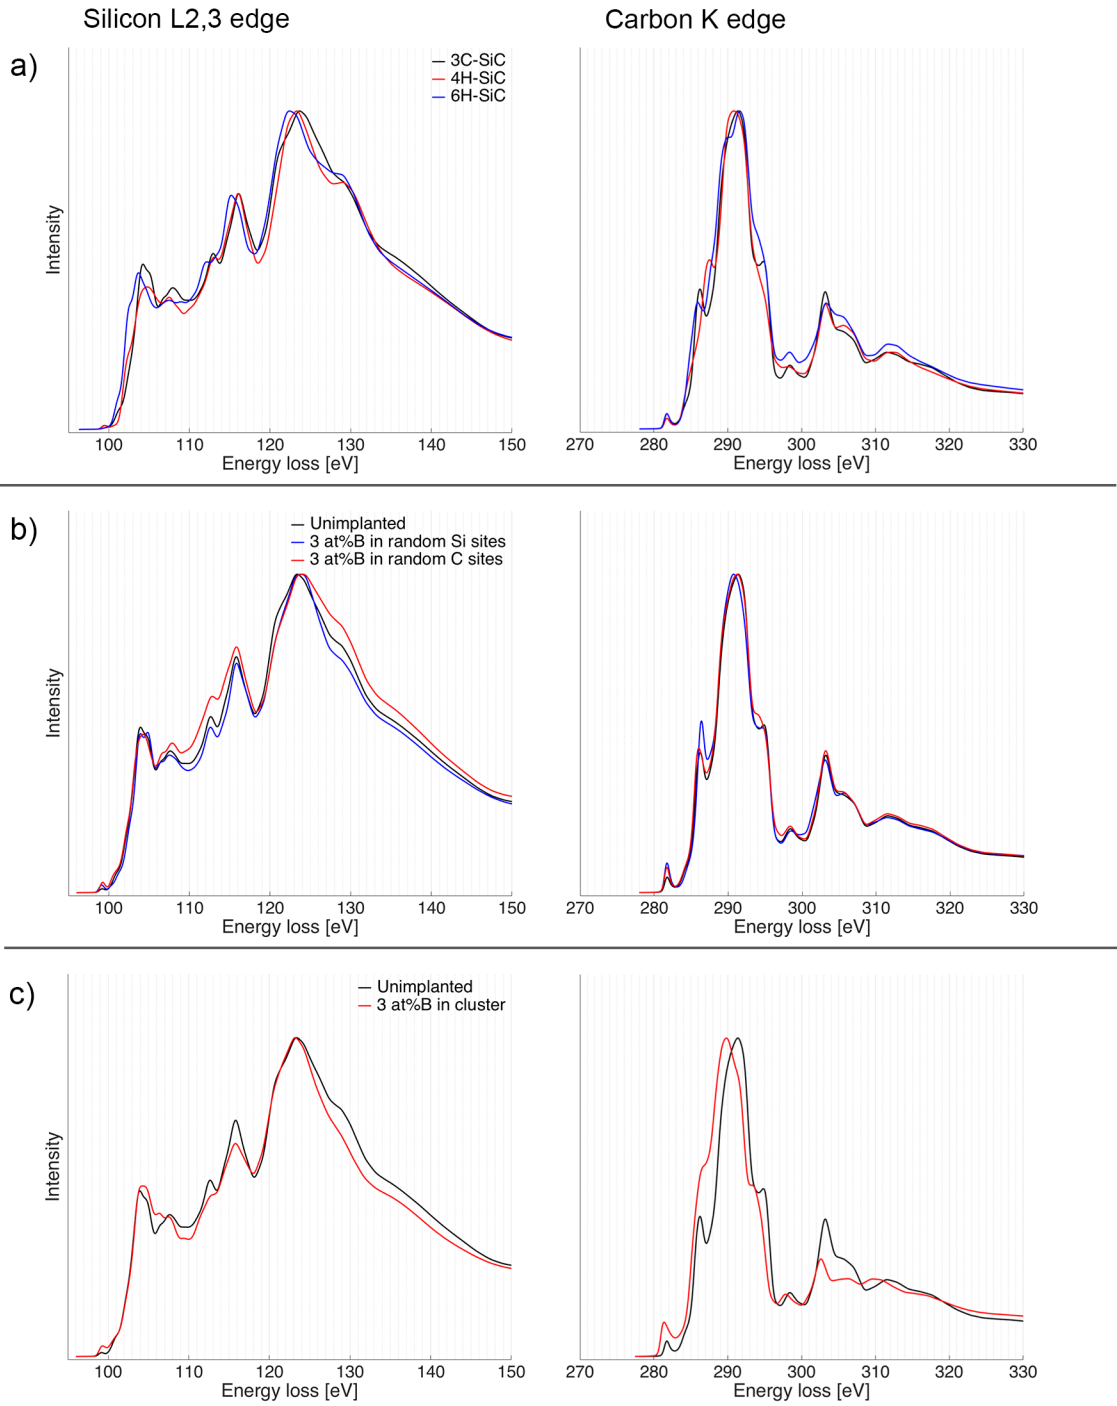 Silicon L2,3 edge
Carbon K edge
a)
3C-SiC
4H-SiC
6H-SiC
Intensity
100 110 120 130 140 150
Energy loss [eV]
270 280 290 300 310 320 330
Energy loss [eV]
b)
Unimplanted
3 at%B in random Si sites
3 at%B in random C sites
Intensity
100 110 120 130 140 150
Energy loss [eV]
270 280 290 300 310 320 330
Energy loss [eV]
c)
Unimplanted
3 at%B in cluster
Intensity
100 110 120 130 140 150
Energy loss [eV]
270 280 290 300 310 320 330
Energy loss [eV]